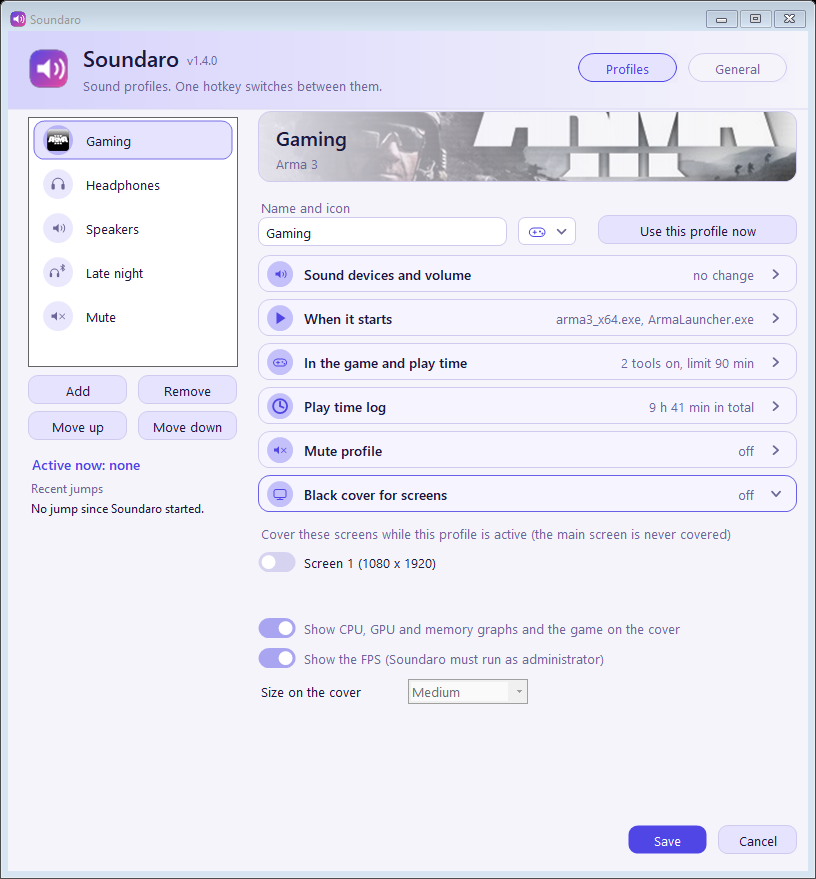 Soundaro
Soundaro v1.4.0
Sound profiles. One hotkey switches between them.
Profiles
General
Gaming
Headphones
Speakers
Late night
Mute
Add
Remove
Move up
Move down
Active now: none
Recent jumps
No jump since Soundaro started.
Gaming
Arma 3
ARMA
III
Name and icon
Gaming
Use this profile now
Sound devices and volume no change
When it starts arma3_x64.exe, ArmaLauncher.exe
In the game and play time 2 tools on, limit 90 min
Play time log 9 h 41 min in total
Mute profile off
Black cover for screens off
Cover these screens while this profile is active (the main screen is never covered)
Screen 1 (1080 x 1920)
Show CPU, GPU and memory graphs and the game on the cover
Show the FPS (Soundaro must run as administrator)
Size on the cover Medium
Save
Cancel